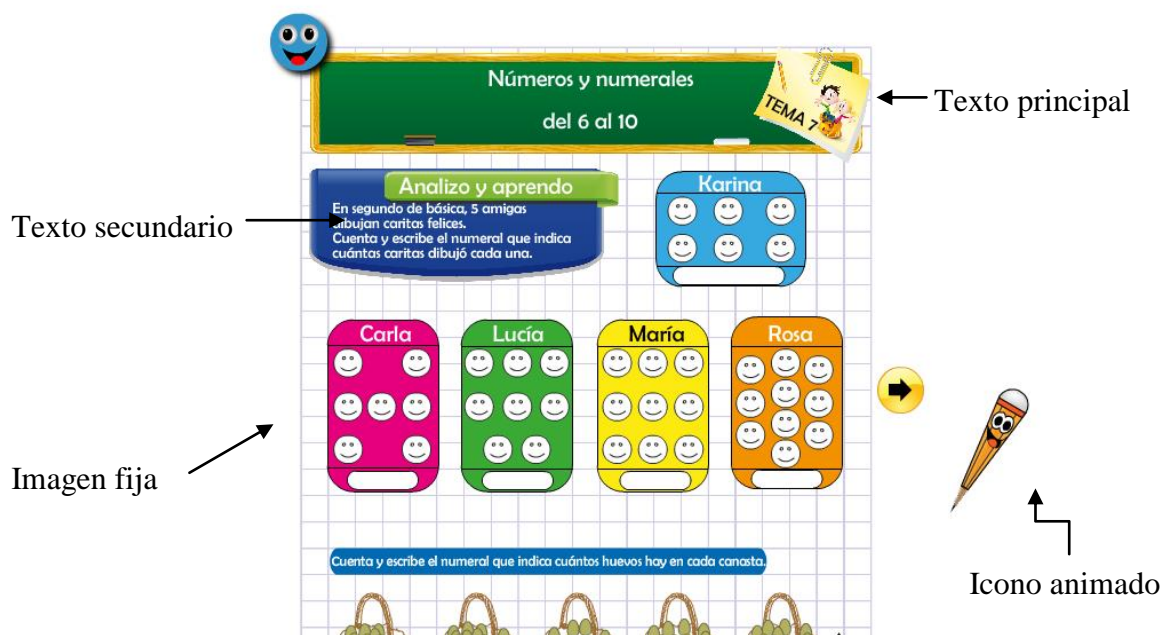 Números y numerales
del 6 al 10
TEMA 7
Texto principal
Analizo y aprendo
En segundo de básica, 5 amigas
dibujan caritas felices.
Cuenta y escribe el numeral que indica
cuántas caritas dibujó cada una.
Karina
Texto secundario
Carla
Lucía
María
Rosa
Imagen fija
Cuenta y escribe el numeral que indica cuántos huevos hay en cada canasta.
Icono animado